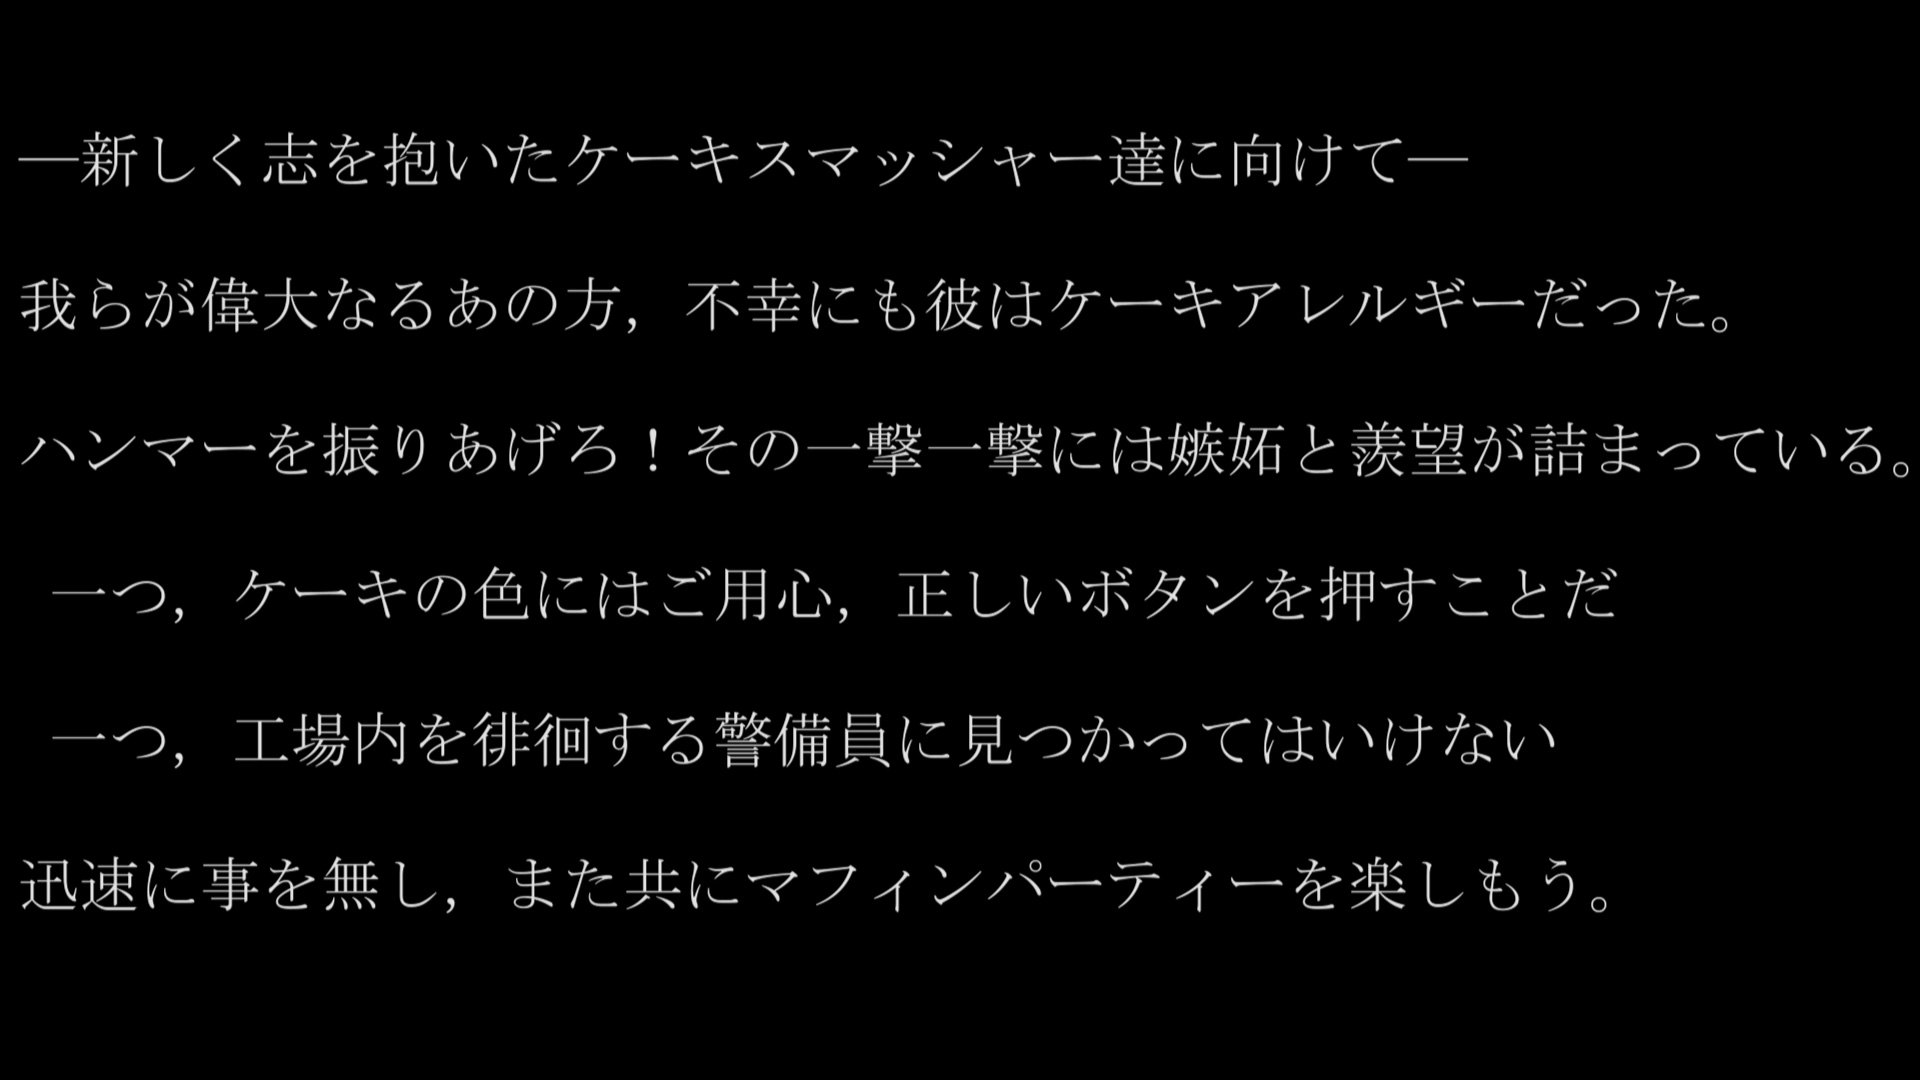 ―新しく志を抱いたケーキスマッシャー達に向けて―
我らが偉大なるあの方，不幸にも彼はケーキアレルギーだった。
ハンマーを振りあげろ！その一撃一撃には嫉妬と羨望が詰まっている。
一つ，ケーキの色にはご用心，正しいボタンを押すことだ
一つ，工場内を徘徊する警備員に見つかってはいけない
迅速に事を無し，また共にマフィンパーティーを楽しもう。